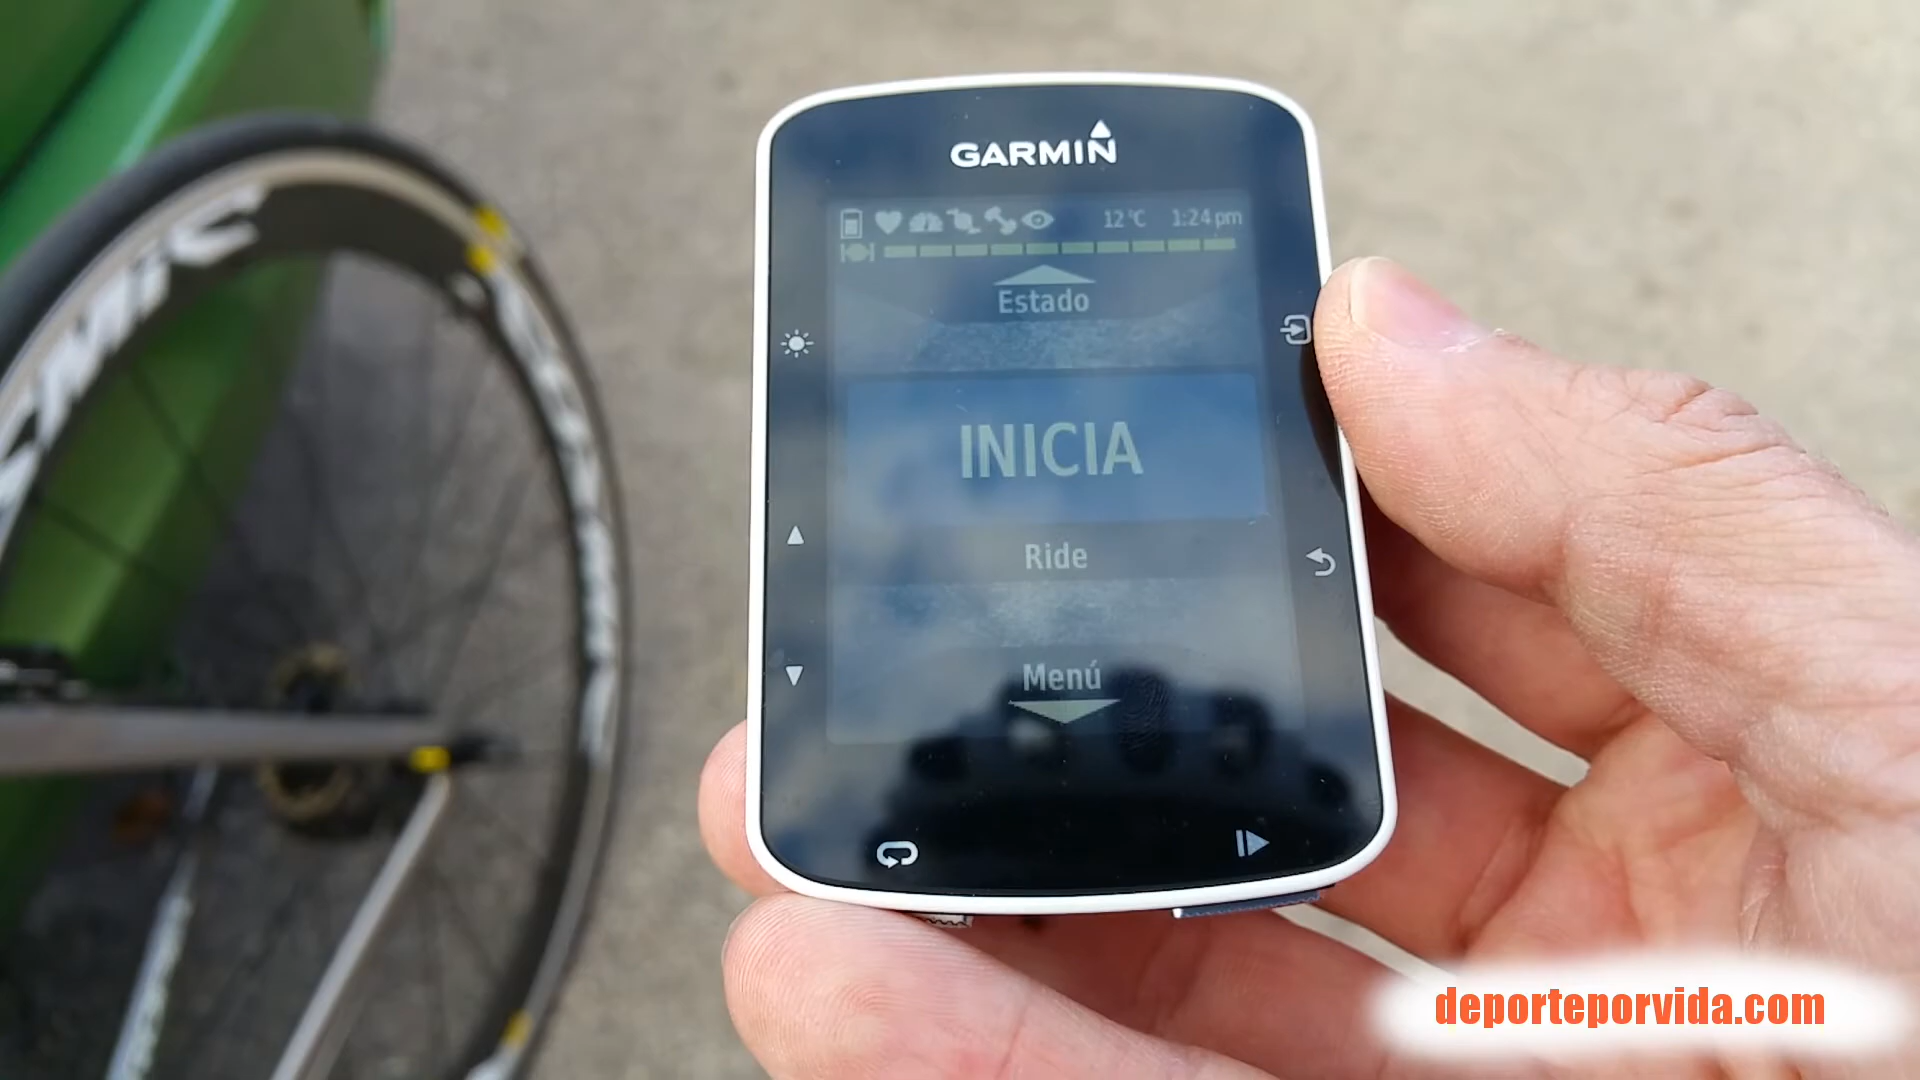 GARMIN
12°C 1:24 pm
Estado
INICIA
Ride
Menú
deporteporvida.com